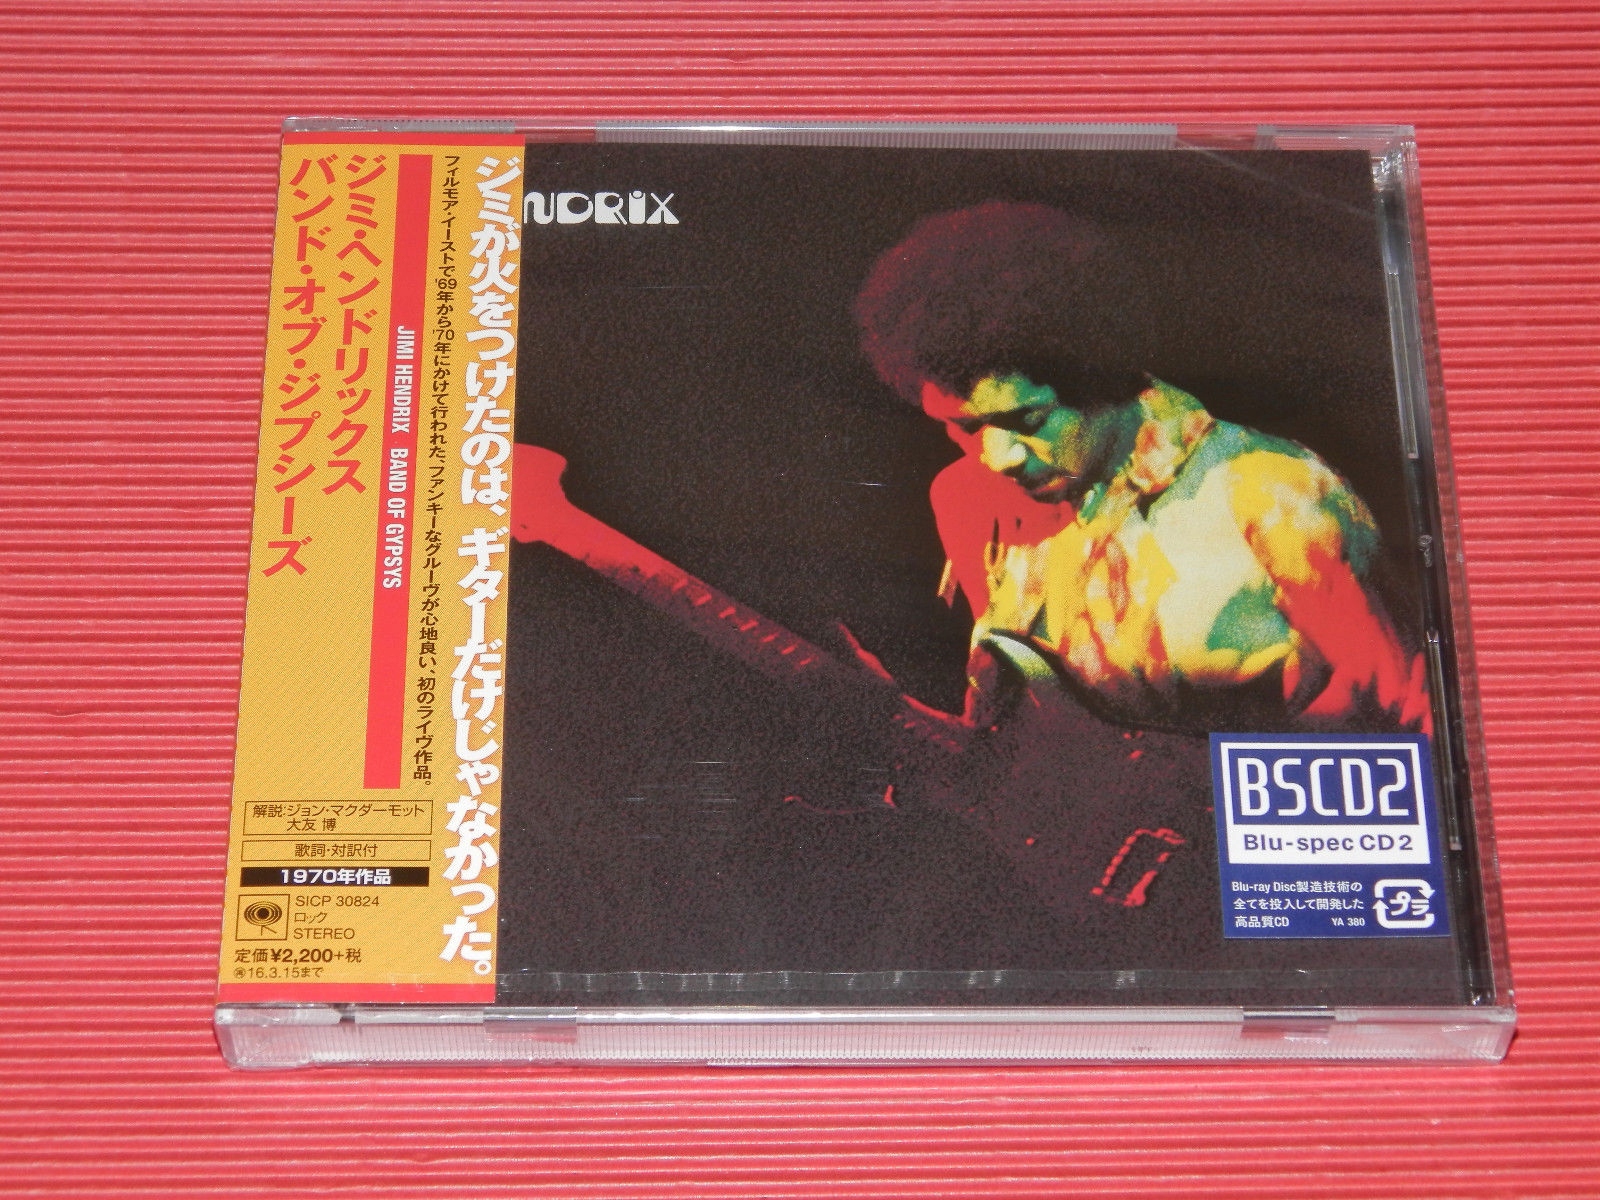 ジミが火をつけたのは、ギターだけじゃなかった。
フィルモア・イーストで'69年から'70年にかけて行われた、ファンキーなグルーヴが心地良い、初のライヴ作品。
JIMI HENDRIX BAND OF GYPSYS
ジミ・ヘンドリックス
バンド・オブ・ジプシーズ
解説:ジョン・マクダーモット
大友 博
歌詞・対訳付
1970年作品
SICP 30824
ロック
STEREO
定価¥2,200+税
16.3.15まで
NDRiX
BSCD2
Blu-spec CD2
Blu-ray Disc製造技術の
全てを投入して開発した
高品質CD YA 380
プラ